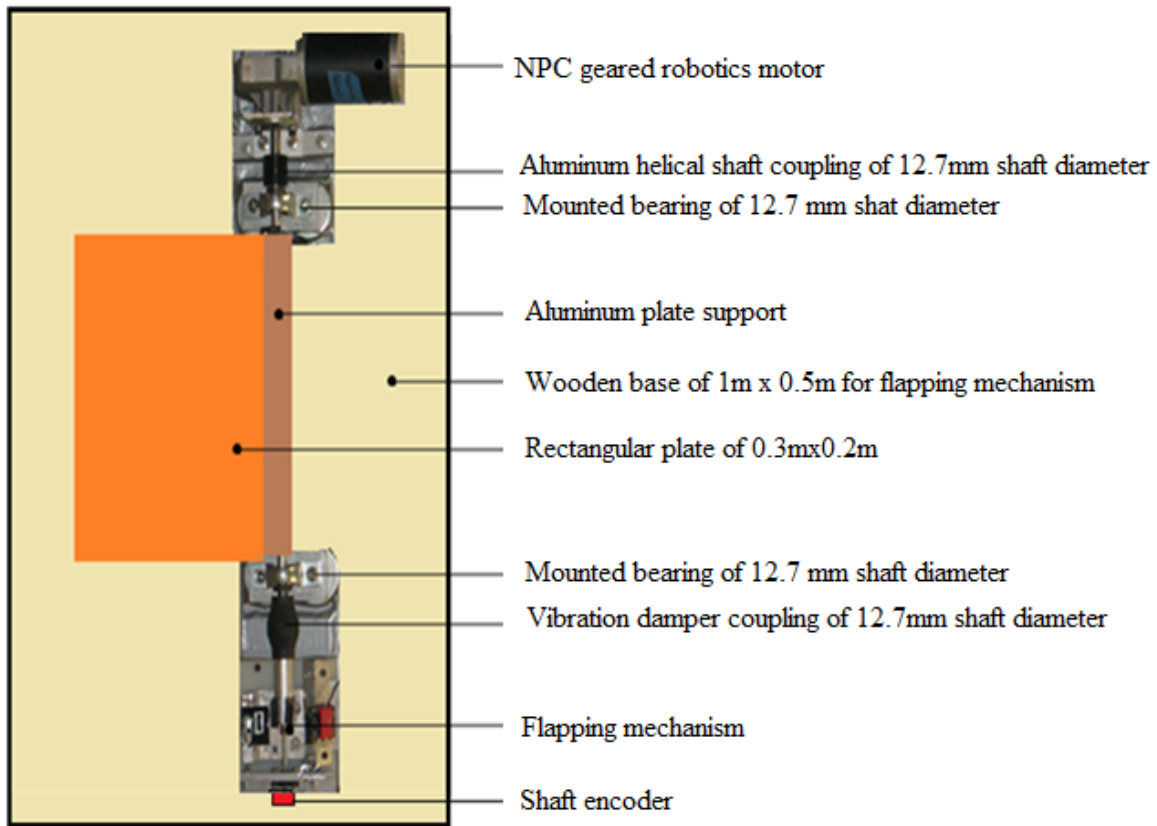 NPC geared robotics motor
Aluminum helical shaft coupling of 12.7mm shaft diameter
Mounted bearing of 12.7 mm shat diameter
Aluminum plate support
Wooden base of 1m x 0.5m for flapping mechanism
Rectangular plate of 0.3mx0.2m
Mounted bearing of 12.7 mm shaft diameter
Vibration damper coupling of 12.7mm shaft diameter
Flapping mechanism
Shaft encoder